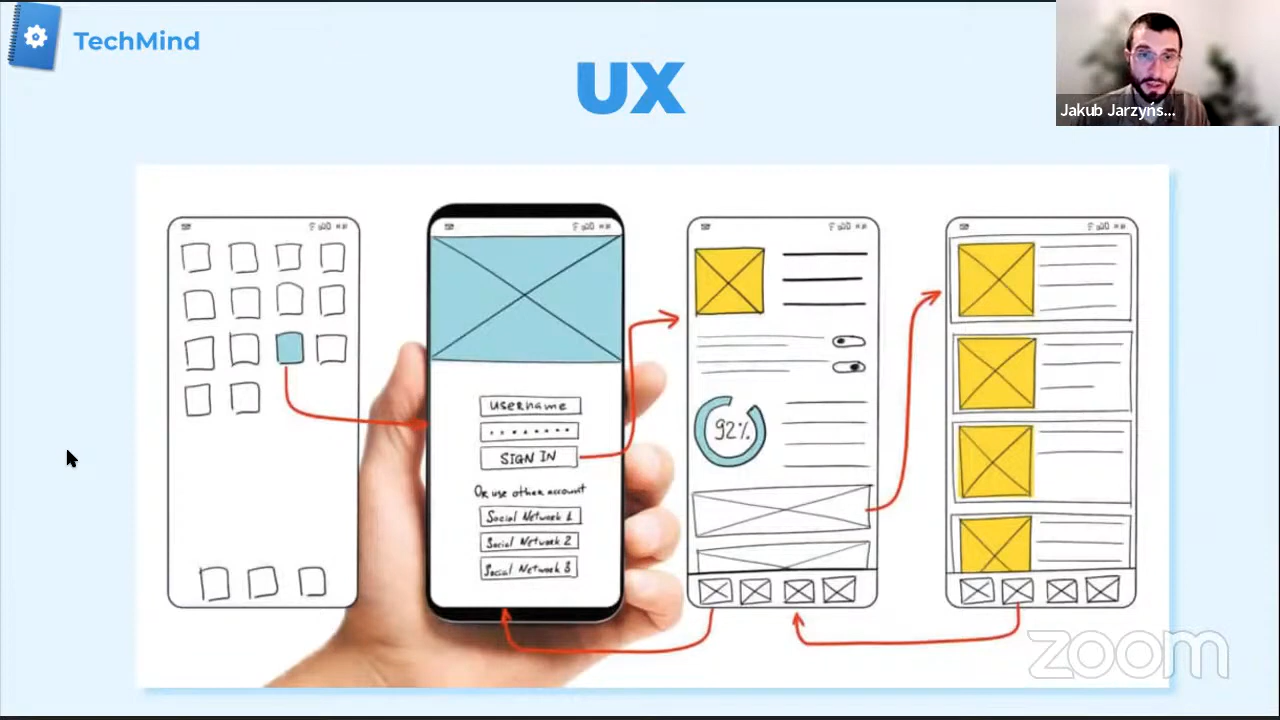 TechMind
UX
Jakub Jarzyńs...
username
SIGN IN
Or use other account
Social Network 1
Social Network 2
Social Network 3
92%
zoom